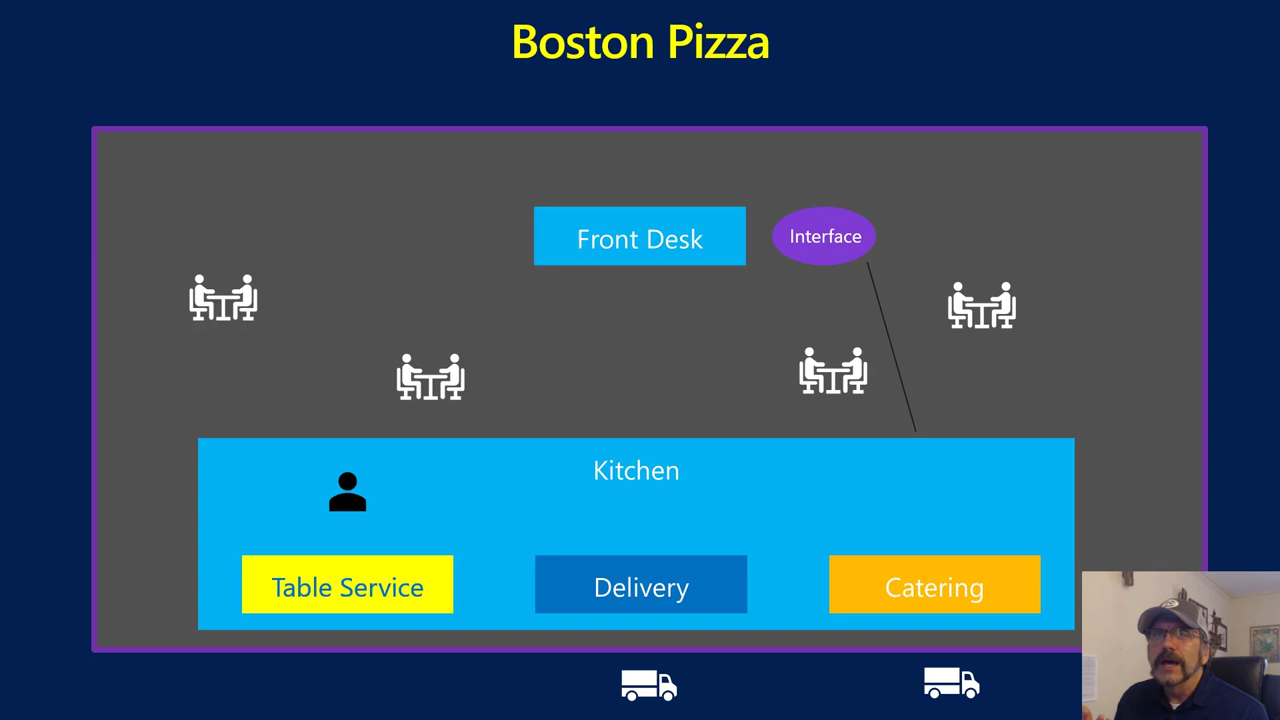 Boston Pizza
Front Desk
Interface
Kitchen
Table Service
Delivery
Catering